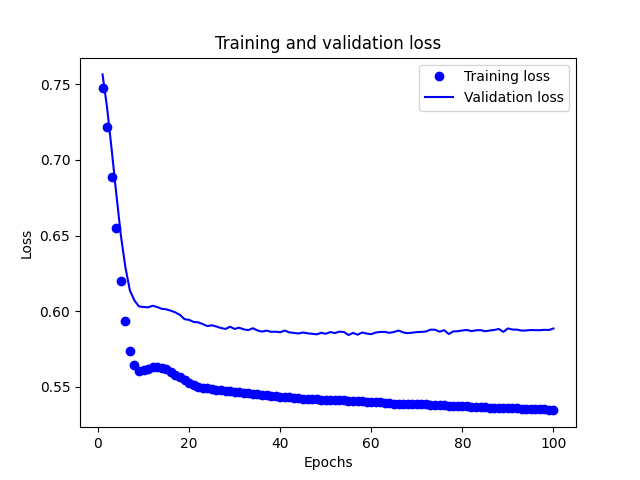 Training and validation loss
Training loss
Validation loss
0.75
0.70
0.65
0.60
0.55
Loss
0
20
40
60
80
100
Epochs